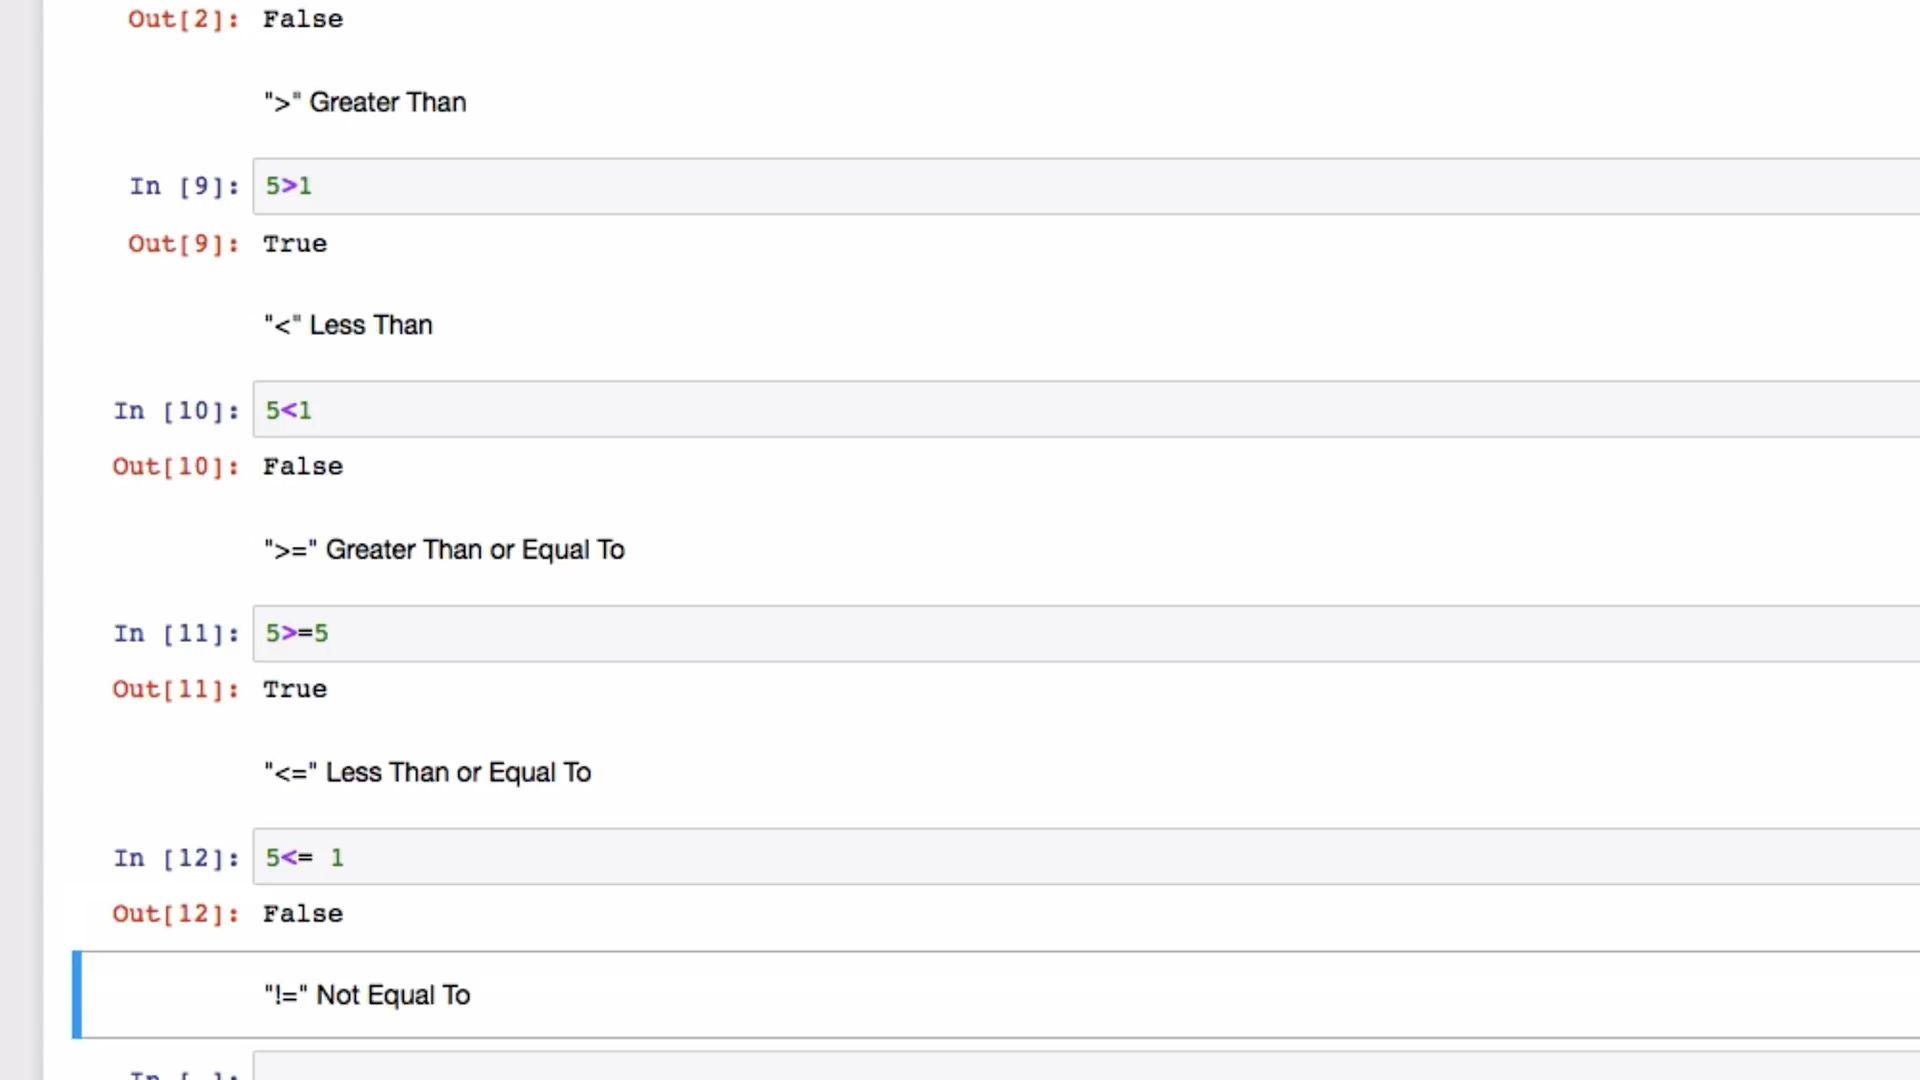 Out[2]: False
">" Greater Than
In [9]: 5>1
Out[9]: True
"<" Less Than
In [10]: 5<1
Out[10]: False
">=" Greater Than or Equal To
In [11]: 5>=5
Out[11]: True
"<=" Less Than or Equal To
In [12]: 5<= 1
Out[12]: False
"!=" Not Equal To
In [ ]: